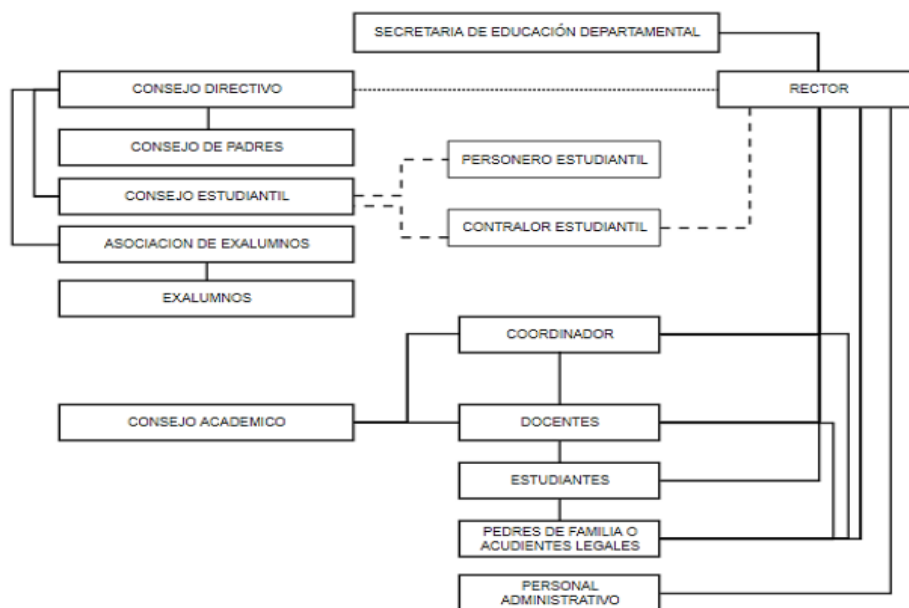 SECRETARIA DE EDUCACIÓN DEPARTAMENTAL
CONSEJO DIRECTIVO
RECTOR
CONSEJO DE PADRES
PERSONERO ESTUDIANTIL
CONSEJO ESTUDIANTIL
CONTRALOR ESTUDIANTIL
ASOCIACION DE EXALUMNOS
EXALUMNOS
COORDINADOR
CONSEJO ACADEMICO
DOCENTES
ESTUDIANTES
PEDRES DE FAMILIA O
ACUDIENTES LEGALES
PERSONAL
ADMINISTRATIVO